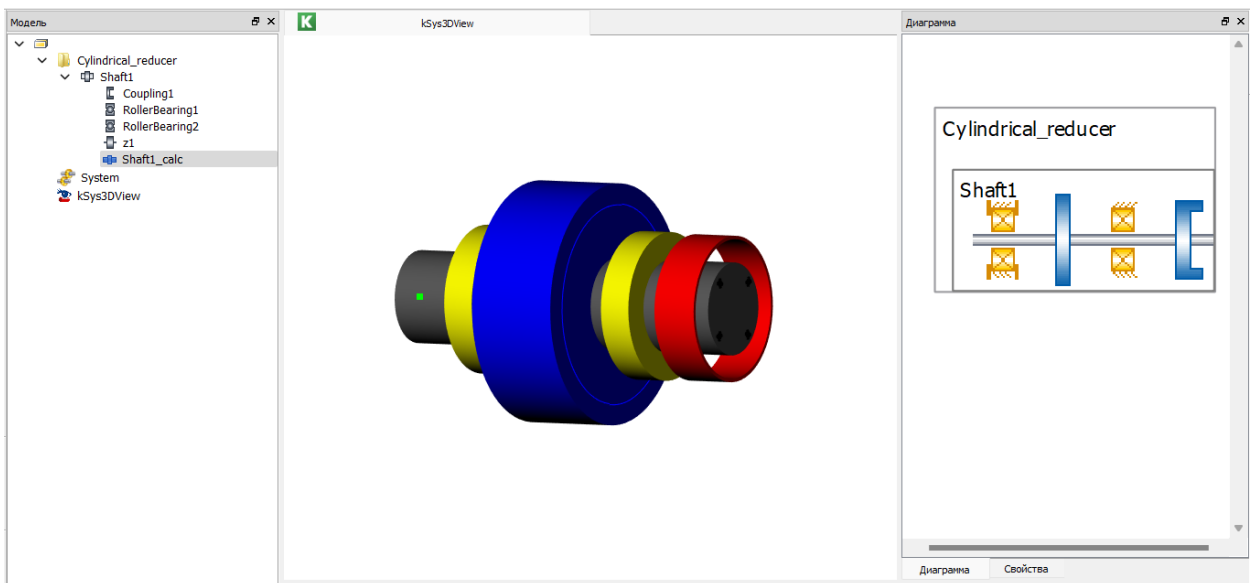 Модель
Cylindrical_reducer
Shaft1
Coupling1
RollerBearing1
RollerBearing2
z1
Shaft1_calc
System
kSys3DView
K
kSys3DView
Диаграмма
Cylindrical_reducer
Shaft1
Диаграмма
Свойства